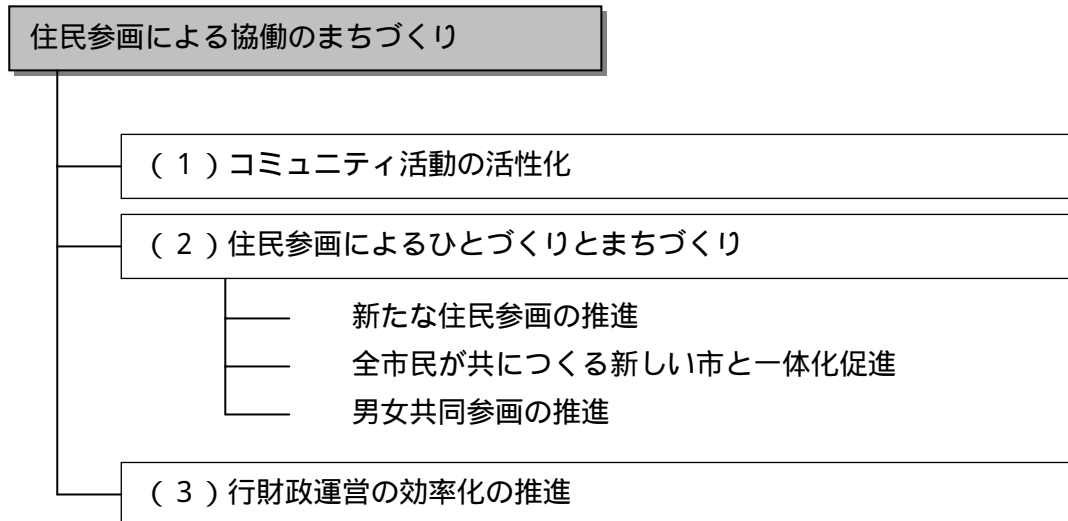 住民参画による協働のまちづくり
（１）コミュニティ活動の活性化
（２）住民参画によるひとづくりとまちづくり
新たな住民参画の推進
全市民が共につくる新しい市と一体化促進
男女共同参画の推進
（３）行財政運営の効率化の推進